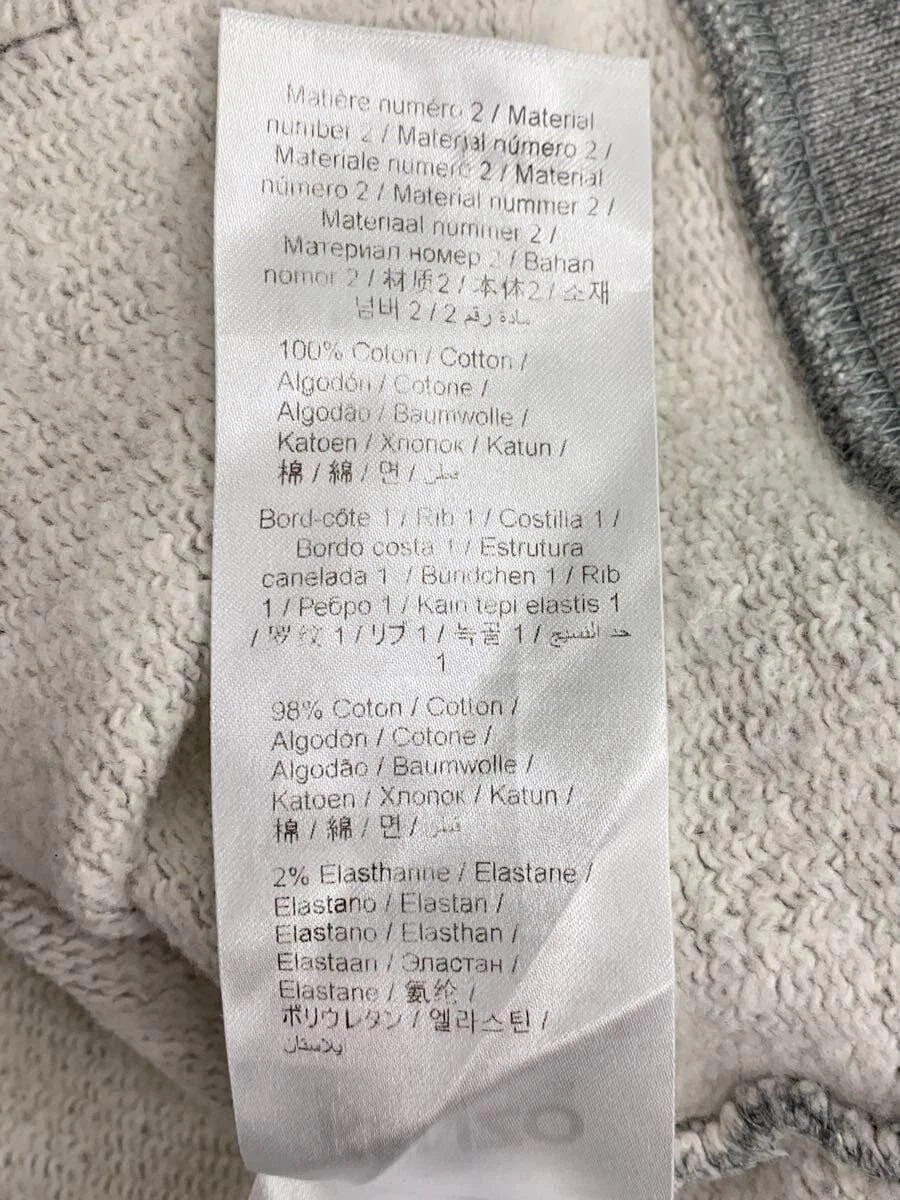 Matière numéro 2 / Material
number 2 / Material número 2 /
Materiale numero 2 / Material
número 2 / Material nummer 2 /
Materiaal nummer 2 /
Материал номер 2 / Bahan
nomor 2 / 材质2 / 本体2 / 소재
넘버 2 / 2 مادة رقم
100% Coton / Cotton /
Algodón / Cotone /
Algodão / Baumwolle /
Katoen / Хлопок / Katun /
棉 / 綿 / 면 / قطن
Bord-côte 1 / Rib 1 / Costilla 1 /
Bordo costa 1 / Estrutura
canelada 1 / Bündchen 1 / Rib
1 / Ребро 1 / Kain tepi elastis 1
/ 罗纹 1 / リブ 1 / 늑골 1 / حد النسيج
1
98% Coton / Cotton /
Algodón / Cotone /
Algodão / Baumwolle /
Katoen / Хлопок / Katun /
棉 / 綿 / 면 / قطن
2% Elasthanne / Elastane /
Elastano / Elastan /
Elastano / Elasthan /
Elastaan / Эластан /
Elastane / 氨纶 /
ポリウレタン / 엘라스틴 /
يلاستان